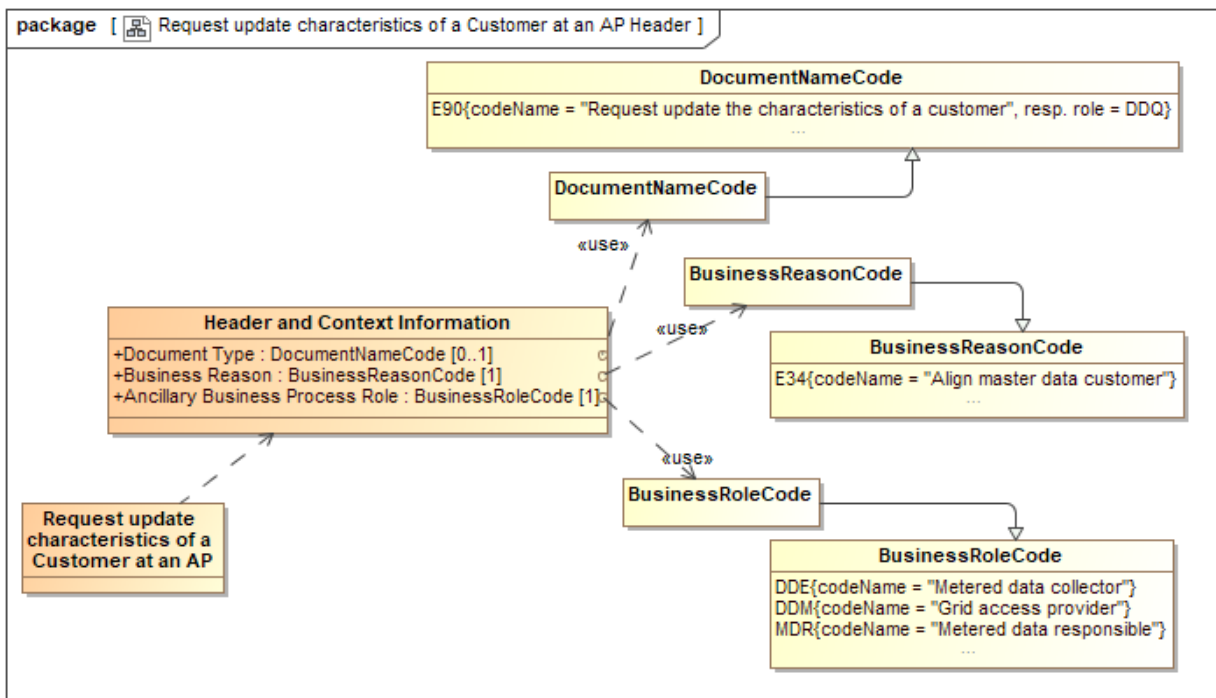 package [ Request update characteristics of a Customer at an AP Header ]
DocumentNameCode
E90{codeName = "Request update the characteristics of a customer", resp. role = DDQ}
...
DocumentNameCode
«use»
BusinessReasonCode
«use»
Header and Context Information
+Document Type : DocumentNameCode [0..1]
+Business Reason : BusinessReasonCode [1]
+Ancillary Business Process Role : BusinessRoleCode [1]
BusinessReasonCode
E34{codeName = "Align master data customer"}
...
«use»
BusinessRoleCode
Request update
characteristics of a
Customer at an AP
BusinessRoleCode
DDE{codeName = "Metered data collector"}
DDM{codeName = "Grid access provider"}
MDR{codeName = "Metered data responsible"}
...